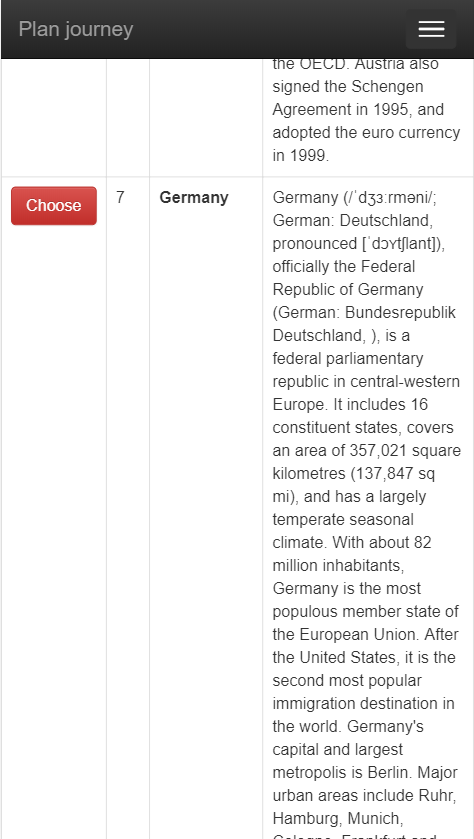 Plan journey
the OECD. Austria also
signed the Schengen
Agreement in 1995, and
adopted the euro currency
in 1999.
Choose 7 Germany Germany (/ˈdʒɜːrməni/;
German: Deutschland,
pronounced [ˈdɔʏtʃlant]),
officially the Federal
Republic of Germany
(German: Bundesrepublik
Deutschland, ), is a
federal parliamentary
republic in central-western
Europe. It includes 16
constituent states, covers
an area of 357,021 square
kilometres (137,847 sq
mi), and has a largely
temperate seasonal
climate. With about 82
million inhabitants,
Germany is the most
populous member state of
the European Union. After
the United States, it is the
second most popular
immigration destination in
the world. Germany's
capital and largest
metropolis is Berlin. Major
urban areas include Ruhr,
Hamburg, Munich,
Cologne, Frankfurt and